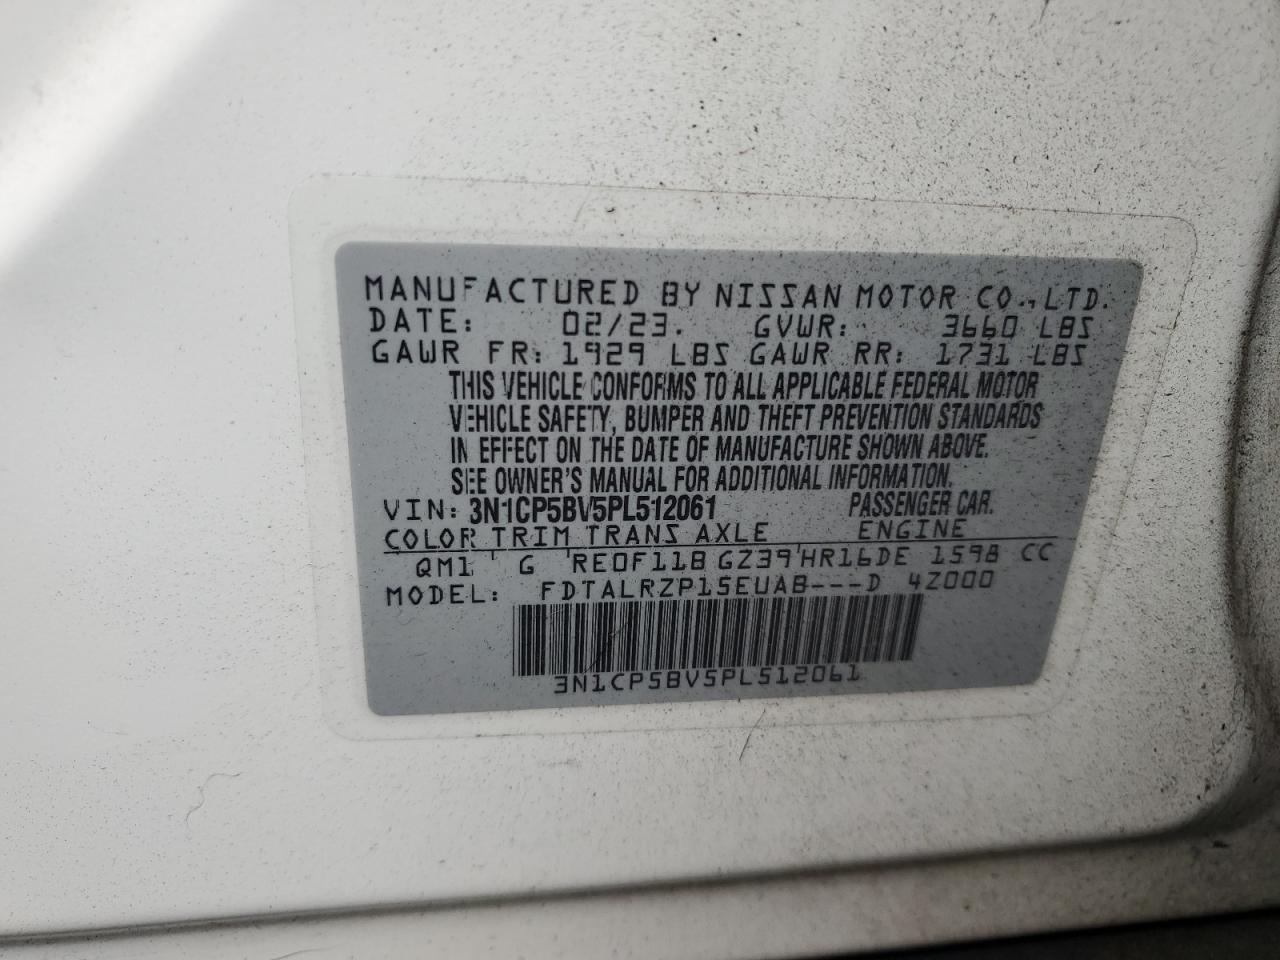 MANUFACTURED BY NISSAN MOTOR CO., LTD.
DATE: 02/23. GVWR: 3660 LBS
GAWR FR: 1929 LBS GAWR RR: 1731 LBS
THIS VEHICLE CONFORMS TO ALL APPLICABLE FEDERAL MOTOR
VEHICLE SAFETY, BUMPER AND THEFT PREVENTION STANDARDS
IN EFFECT ON THE DATE OF MANUFACTURE SHOWN ABOVE.
SEE OWNER'S MANUAL FOR ADDITIONAL INFORMATION.
VIN: 3N1CP5BV5PL512061 PASSENGER CAR.
COLOR TRIM TRANS AXLE ENGINE
QM1 G RE0F11B GZ39 HR16DE 1598 CC
MODEL: FDTALRZP15EUAB---D 4Z000
3N1CP5BV5PL512061